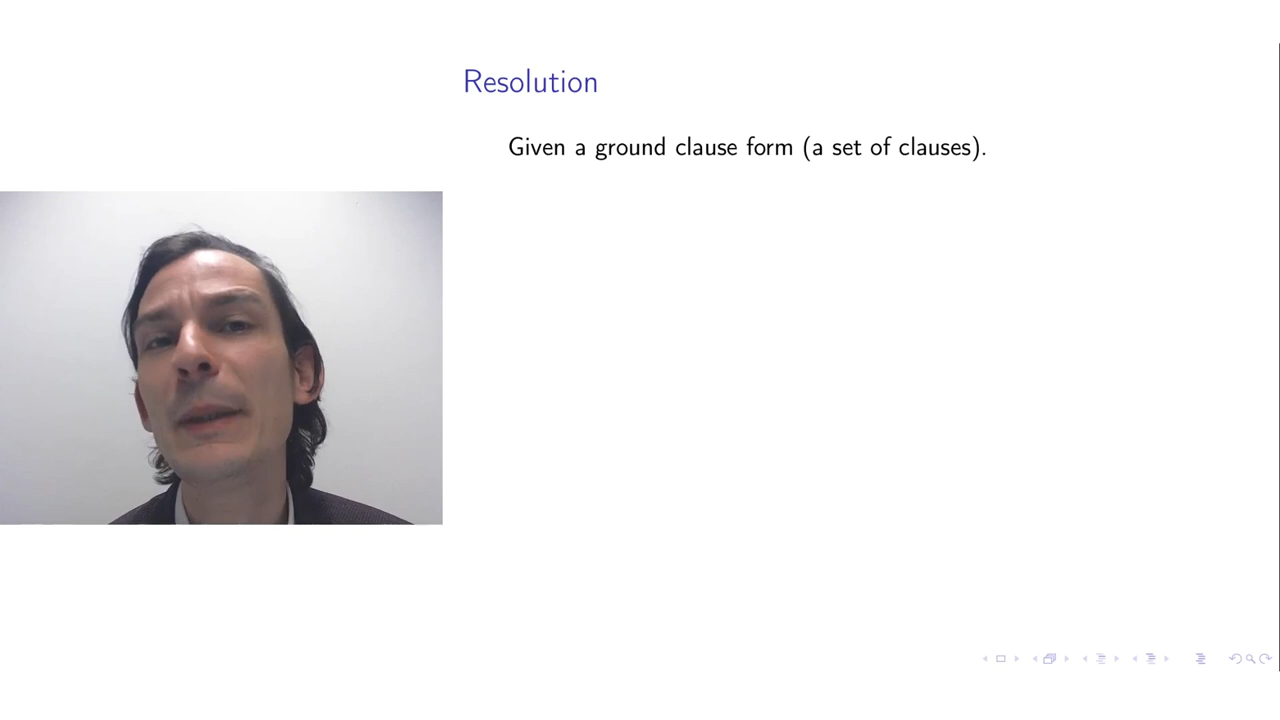 Resolution
Given a ground clause form (a set of clauses).